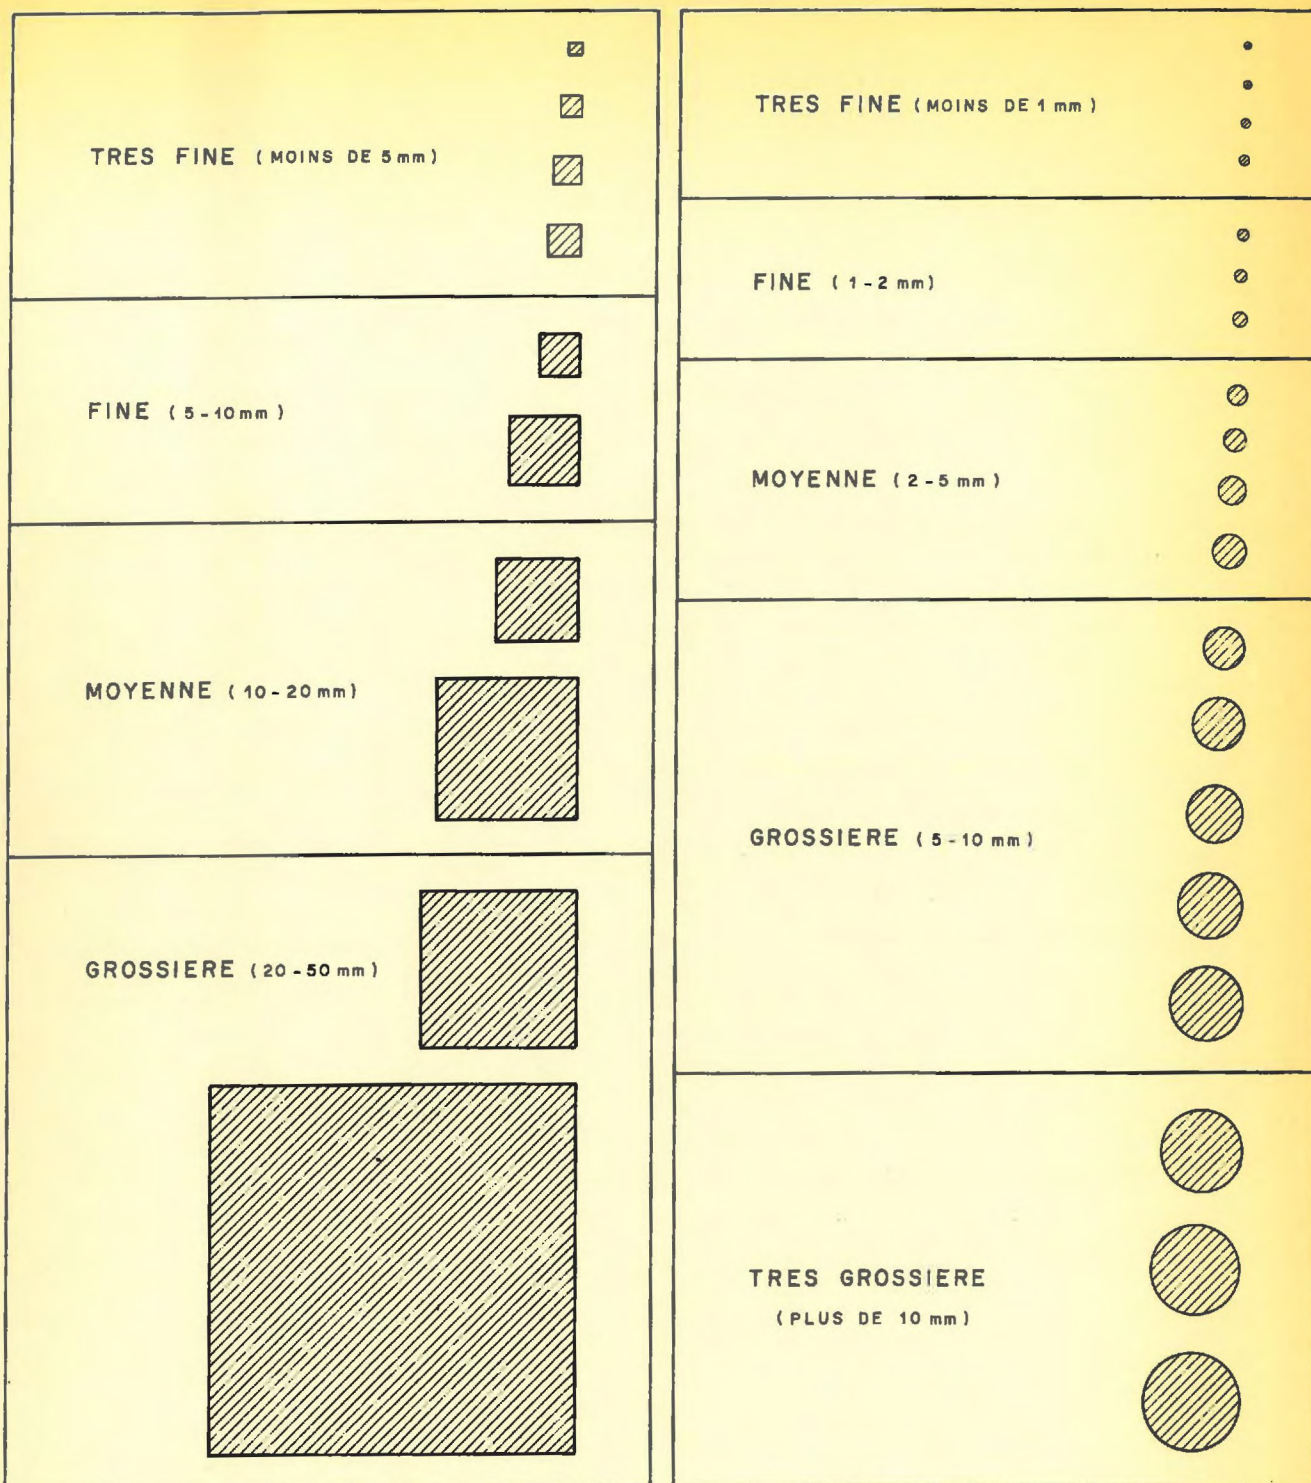 TRES FINE (MOINS DE 5 mm)
FINE (5-10 mm)
MOYENNE (10-20 mm)
GROSSIERE (20-50 mm)
TRES FINE (MOINS DE 1 mm)
FINE (1-2 mm)
MOYENNE (2-5 mm)
GROSSIERE (5-10 mm)
TRES GROSSIERE
(PLUS DE 10 mm)